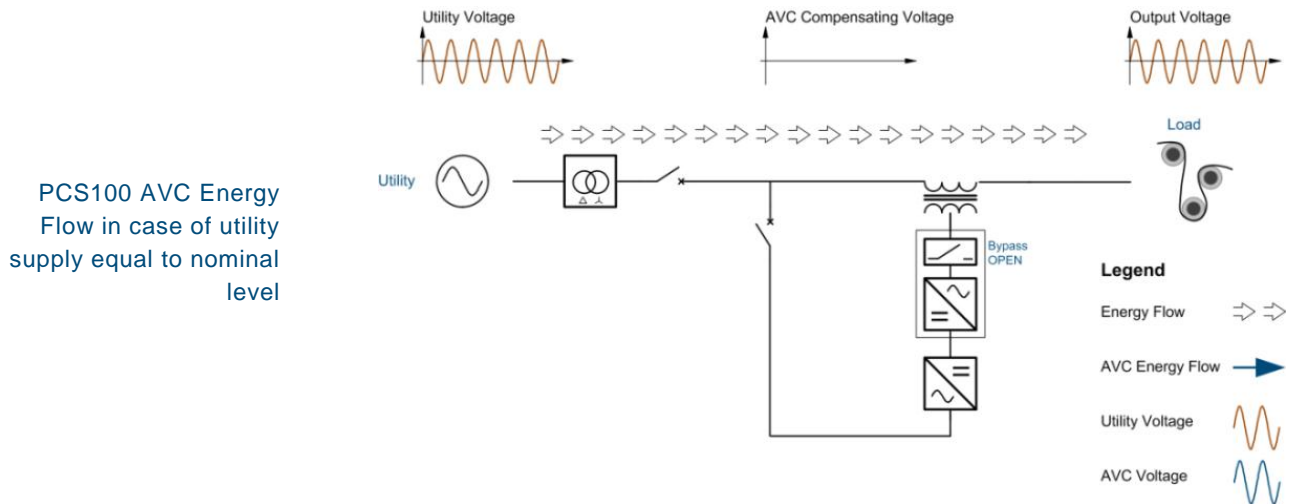 Utility Voltage
AVC Compensating Voltage
Output Voltage
Load
Utility
PCS100 AVC Energy
Flow in case of utility
supply equal to nominal
level
Bypass
OPEN
Legend
Energy Flow
AVC Energy Flow
Utility Voltage
AVC Voltage